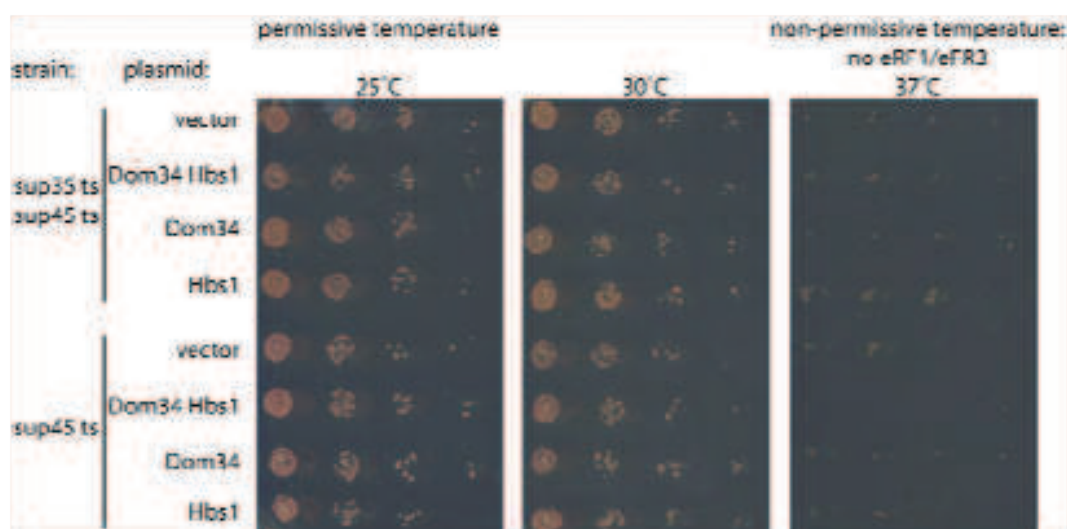 permissive temperature
non-permissive temperature:
no eRF1/eFR3
strain:
plasmid:
25°C
30°C
37°C
vector
Dom34 Hbs1
sup35 ts
sup45 ts
Dom34
Hbs1
vector
Dom34 Hbs1
sup45 ts
Dom34
Hbs1